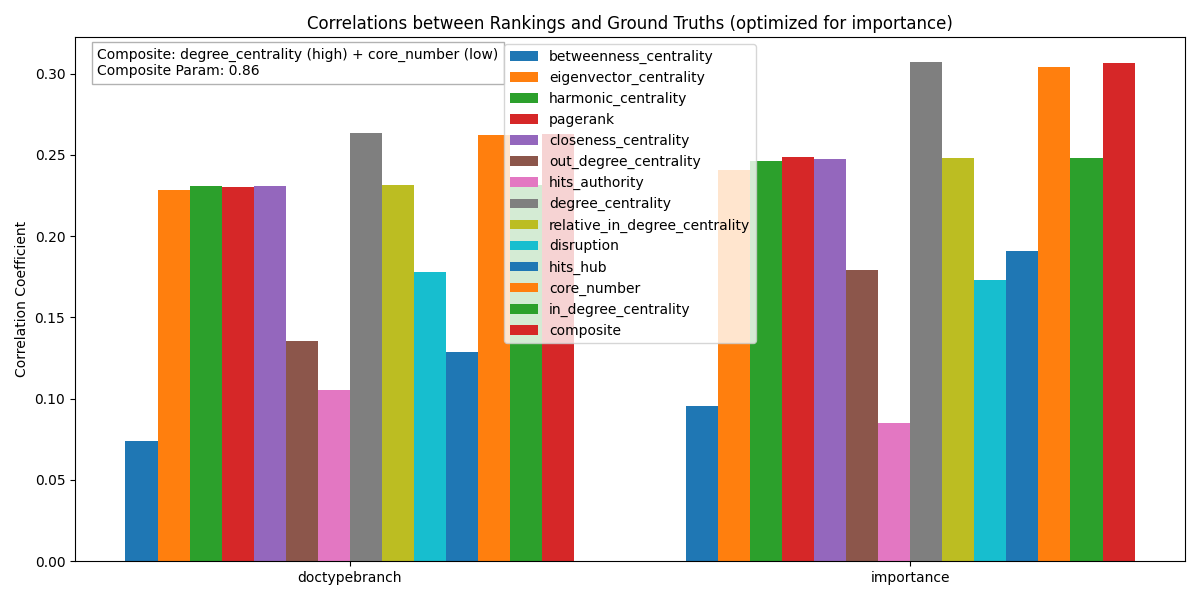 Correlations between Rankings and Ground Truths (optimized for importance)
Composite: degree_centrality (high) + core_number (low)
Composite Param: 0.86
betweenness_centrality
eigenvector_centrality
harmonic_centrality
pagerank
closeness_centrality
out_degree_centrality
hits_authority
degree_centrality
relative_in_degree_centrality
disruption
hits_hub
core_number
in_degree_centrality
composite
Correlation Coefficient
0.30
0.25
0.20
0.15
0.10
0.05
0.00
doctypebranch
importance